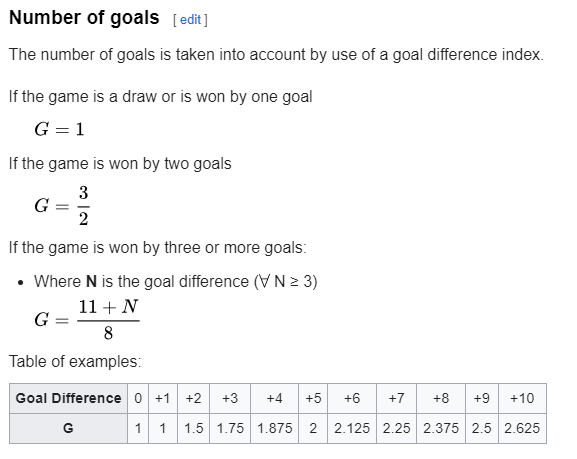 Number of goals [ edit ]
The number of goals is taken into account by use of a goal difference index.
If the game is a draw or is won by one goal
G = 1
If the game is won by two goals
G = 3/2
If the game is won by three or more goals:
• Where N is the goal difference (∀ N ≥ 3)
G = (11 + N)/8
Table of examples:
Goal Difference 0 +1 +2 +3 +4 +5 +6 +7 +8 +9 +10
G 1 1 1.5 1.75 1.875 2 2.125 2.25 2.375 2.5 2.625